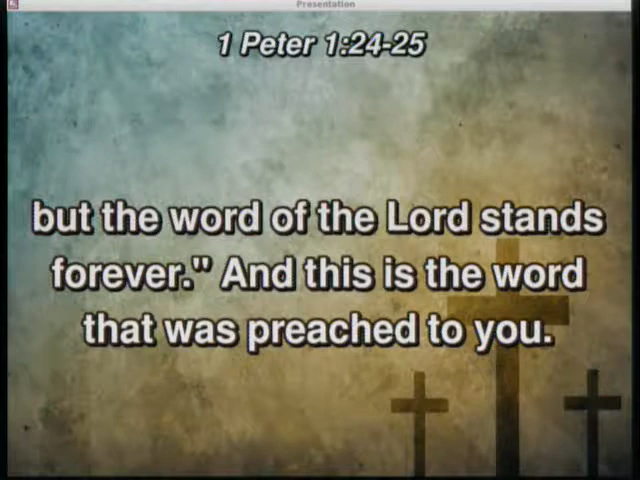 Presentation
1 Peter 1:24-25
but the word of the Lord stands
forever." And this is the word
that was preached to you.